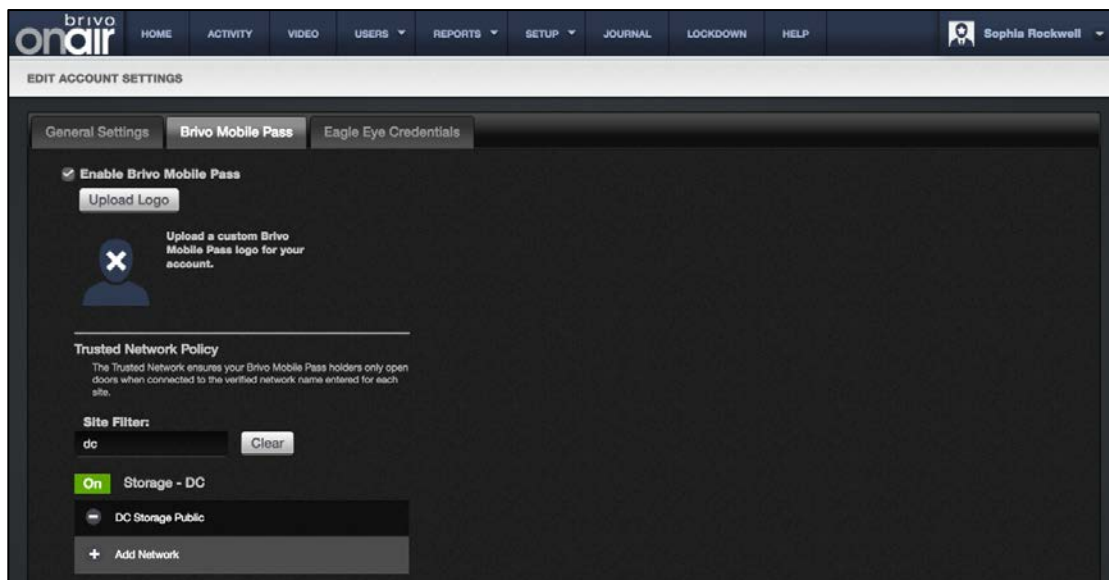 brivo
onair
HOME ACTIVITY VIDEO USERS REPORTS SETUP JOURNAL LOCKDOWN HELP Sophia Rockwell
EDIT ACCOUNT SETTINGS
General Settings Brivo Mobile Pass Eagle Eye Credentials
Enable Brivo Mobile Pass
Upload Logo
Upload a custom Brivo
Mobile Pass logo for your
account.
Trusted Network Policy
The Trusted Network ensures your Brivo Mobile Pass holders only open
doors when connected to the verified network name entered for each
site.
Site Filter:
dc Clear
On Storage - DC
DC Storage Public
Add Network